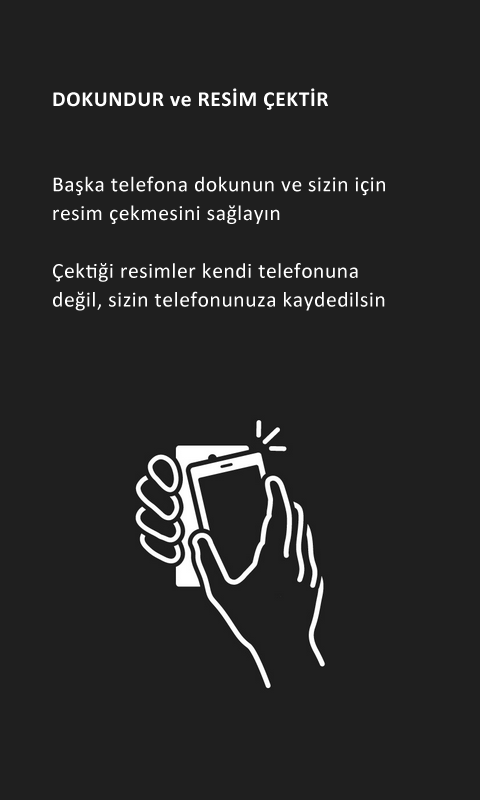 DOKUNDUR ve RESİM ÇEKTİR
Başka telefona dokunun ve sizin için
resim çekmesini sağlayın
Çektiği resimler kendi telefonuna
değil, sizin telefonunuza kaydedilsin